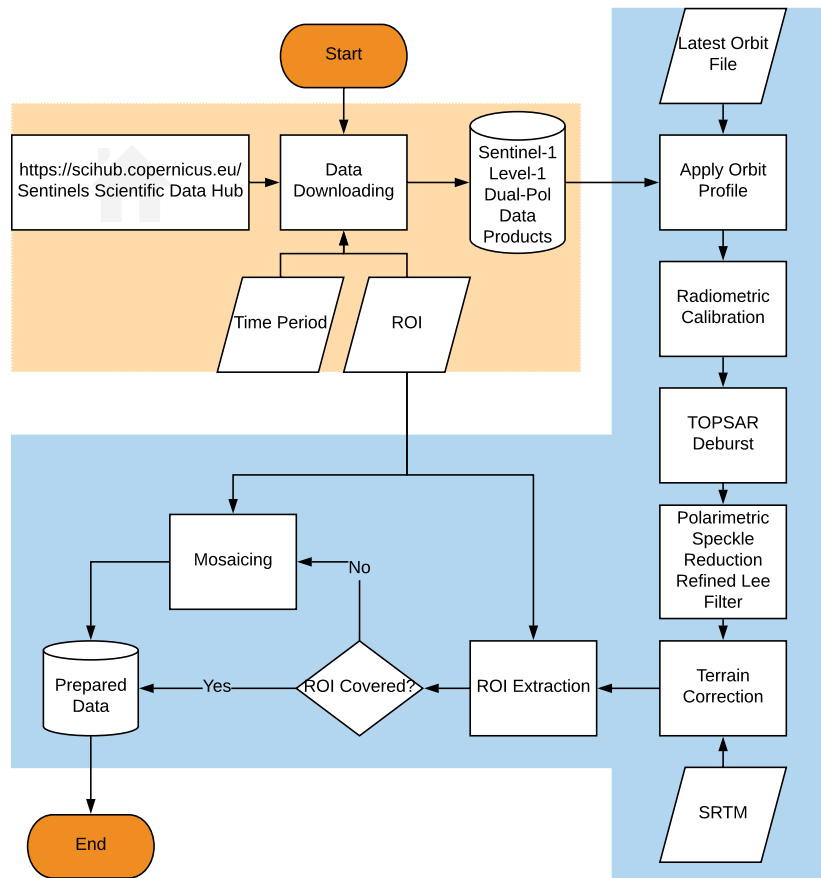 Start
Latest Orbit
File
https://scihub.copernicus.eu/
Sentinels Scientific Data Hub
Data
Downloading
Sentinel-1
Level-1
Dual-Pol
Data
Products
Apply Orbit
Profile
Time Period
ROI
Radiometric
Calibration
TOPSAR
Deburst
Polarimetric
Speckle
Reduction
Refined Lee
Filter
Mosaicing
No
Prepared
Data
Yes
ROI Covered?
ROI Extraction
Terrain
Correction
SRTM
End